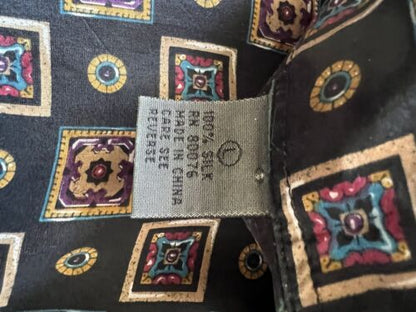 L
100% SILK
RN 80076
MADE IN CHINA
CARE SEE
REVERSE